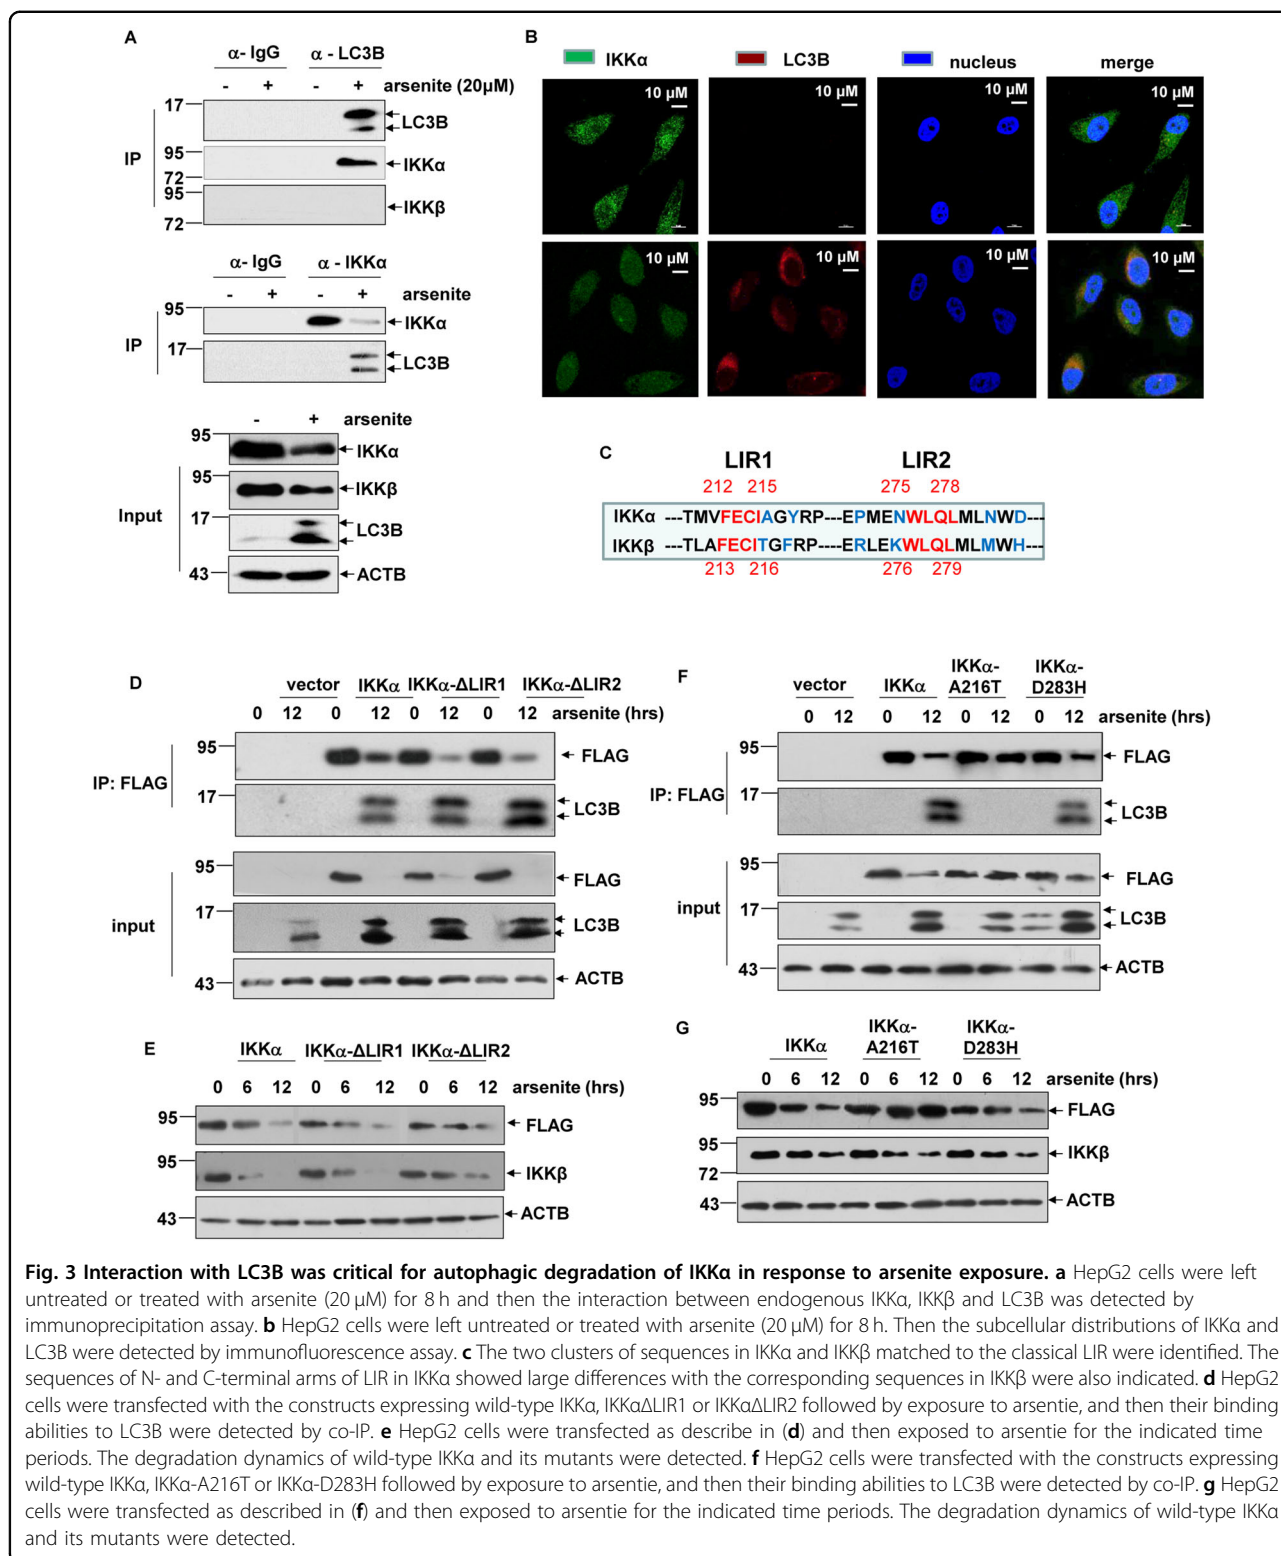 A
α- IgG α - LC3B
- + - + arsenite (20μM)
17
LC3B
IP
95
IKKα
72
95
IKKβ
72
α- IgG α - IKKα
- + - + arsenite
95
IKKα
IP
17
LC3B
- + arsenite
95
IKKα
95
IKKβ
Input
17
LC3B
43
ACTB
B
IKKα LC3B nucleus merge
10 μM 10 μM 10 μM 10 μM
10 μM 10 μM 10 μM 10 μM
C
LIR1 LIR2
212 215 275 278
IKKα ---TMVFECIAGYRP---EPMENWLQLMLNWD---
IKKβ ---TLAFECITGFRP----ERLEKWLQLMLMWH---
213 216 276 279
D
vector IKKα IKKα-ΔLIR1 IKKα-ΔLIR2
0 12 0 12 0 12 0 12 arsenite (hrs)
95
FLAG
IP: FLAG
17
LC3B
95
FLAG
input
17
LC3B
43
ACTB
E
IKKα IKKα-ΔLIR1 IKKα-ΔLIR2
0 6 12 0 6 12 0 6 12 arsenite (hrs)
95
FLAG
95
IKKβ
43
ACTB
F
vector IKKα IKKα-A216T IKKα-D283H
0 12 0 12 0 12 0 12 arsenite (hrs)
95
FLAG
IP: FLAG
17
LC3B
95
FLAG
input
17
LC3B
43
ACTB
G
IKKα IKKα-A216T IKKα-D283H
0 6 12 0 6 12 0 6 12 arsenite (hrs)
95
FLAG
95
IKKβ
72
43
ACTB
Fig. 3 Interaction with LC3B was critical for autophagic degradation of IKKα in response to arsenite exposure. a HepG2 cells were left
untreated or treated with arsenite (20 μM) for 8 h and then the interaction between endogenous IKKα, IKKβ and LC3B was detected by
immunoprecipitation assay. b HepG2 cells were left untreated or treated with arsenite (20 μM) for 8 h. Then the subcellular distributions of IKKα and
LC3B were detected by immunofluorescence assay. c The two clusters of sequences in IKKα and IKKβ matched to the classical LIR were identified. The
sequences of N- and C-terminal arms of LIR in IKKα showed large differences with the corresponding sequences in IKKβ were also indicated. d HepG2
cells were transfected with the constructs expressing wild-type IKKα, IKKαΔLIR1 or IKKαΔLIR2 followed by exposure to arsentie, and then their binding
abilities to LC3B were detected by co-IP. e HepG2 cells were transfected as describe in (d) and then exposed to arsentie for the indicated time
periods. The degradation dynamics of wild-type IKKα and its mutants were detected. f HepG2 cells were transfected with the constructs expressing
wild-type IKKα, IKKα-A216T or IKKα-D283H followed by exposure to arsentie, and then their binding abilities to LC3B were detected by co-IP. g HepG2
cells were transfected as described in (f) and then exposed to arsentie for the indicated time periods. The degradation dynamics of wild-type IKKα
and its mutants were detected.